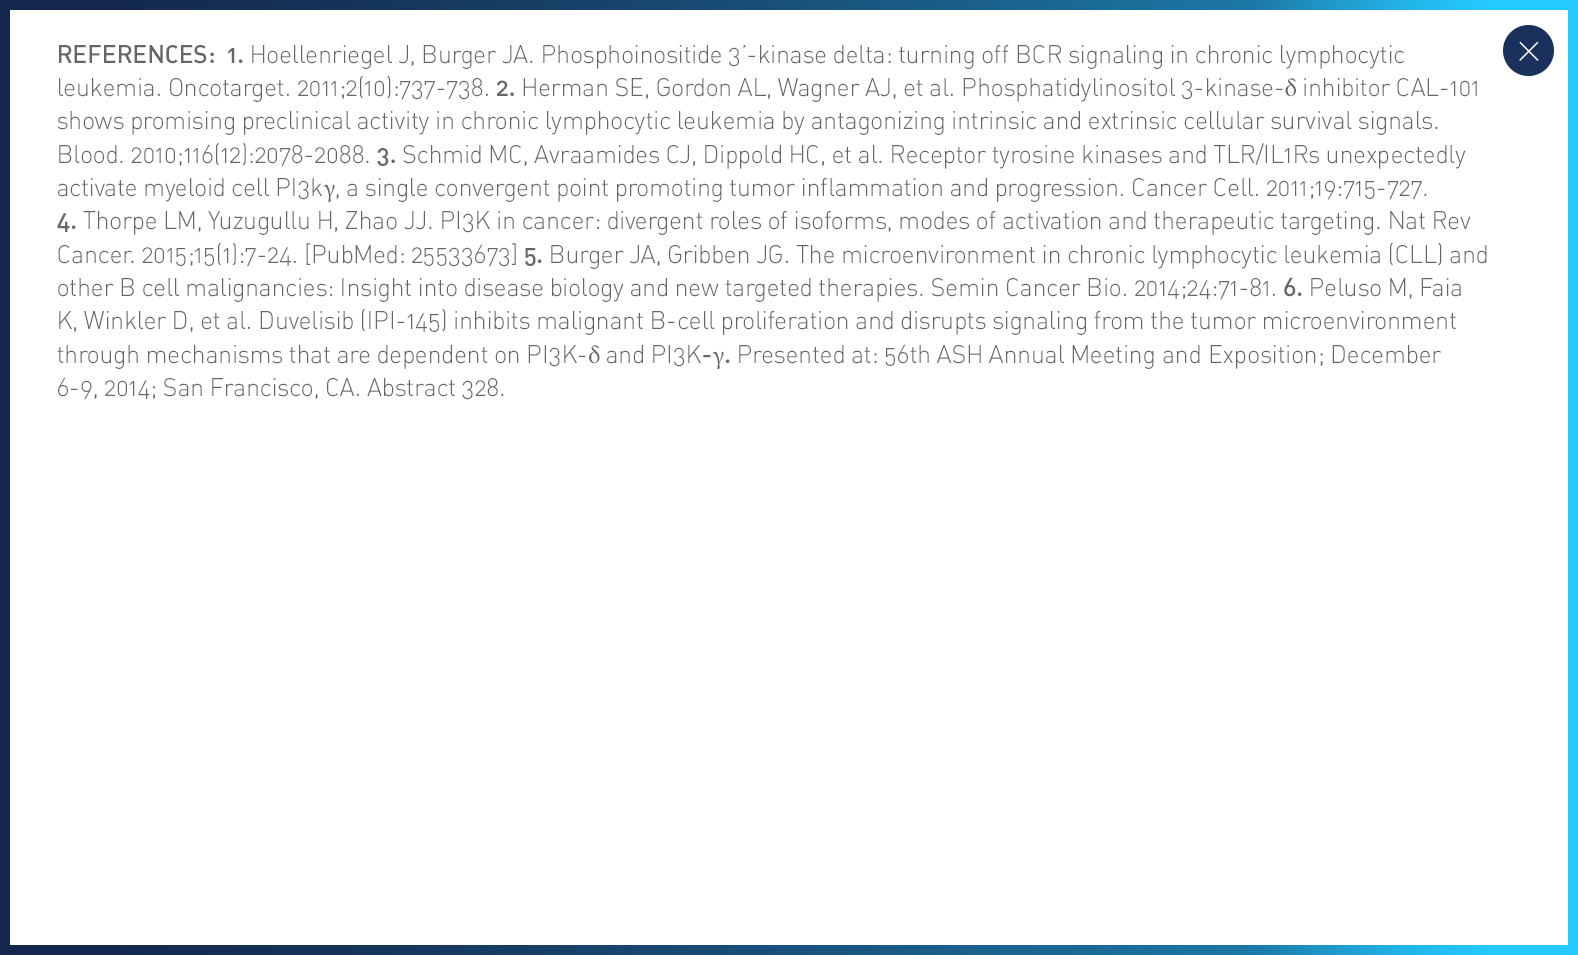 REFERENCES: 1. Hoellenriegel J, Burger JA. Phosphoinositide 3’-kinase delta: turning off BCR signaling in chronic lymphocytic
leukemia. Oncotarget. 2011;2(10):737-738. 2. Herman SE, Gordon AL, Wagner AJ, et al. Phosphatidylinositol 3-kinase-δ inhibitor CAL-101
shows promising preclinical activity in chronic lymphocytic leukemia by antagonizing intrinsic and extrinsic cellular survival signals.
Blood. 2010;116(12):2078-2088. 3. Schmid MC, Avraamides CJ, Dippold HC, et al. Receptor tyrosine kinases and TLR/IL1Rs unexpectedly
activate myeloid cell PI3kγ, a single convergent point promoting tumor inflammation and progression. Cancer Cell. 2011;19:715-727.
4. Thorpe LM, Yuzugullu H, Zhao JJ. PI3K in cancer: divergent roles of isoforms, modes of activation and therapeutic targeting. Nat Rev
Cancer. 2015;15(1):7-24. [PubMed: 25533673] 5. Burger JA, Gribben JG. The microenvironment in chronic lymphocytic leukemia (CLL) and
other B cell malignancies: Insight into disease biology and new targeted therapies. Semin Cancer Bio. 2014;24:71-81. 6. Peluso M, Faia
K, Winkler D, et al. Duvelisib (IPI-145) inhibits malignant B-cell proliferation and disrupts signaling from the tumor microenvironment
through mechanisms that are dependent on PI3K-δ and PI3K-γ. Presented at: 56th ASH Annual Meeting and Exposition; December
6-9, 2014; San Francisco, CA. Abstract 328.